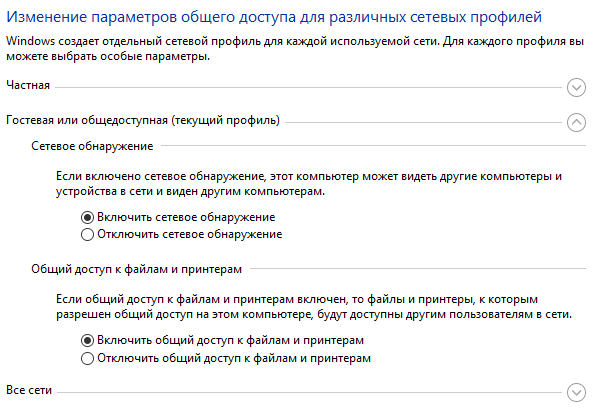 Изменение параметров общего доступа для различных сетевых профилей
Windows создает отдельный сетевой профиль для каждой используемой сети. Для каждого профиля вы
можете выбрать особые параметры.
Частная
Гостевая или общедоступная (текущий профиль)
Сетевое обнаружение
Если включено сетевое обнаружение, этот компьютер может видеть другие компьютеры и
устройства в сети и виден другим компьютерам.
Включить сетевое обнаружение
Отключить сетевое обнаружение
Общий доступ к файлам и принтерам
Если общий доступ к файлам и принтерам включен, то файлы и принтеры, к которым
разрешен общий доступ на этом компьютере, будут доступны другим пользователям в сети.
Включить общий доступ к файлам и принтерам
Отключить общий доступ к файлам и принтерам
Все сети